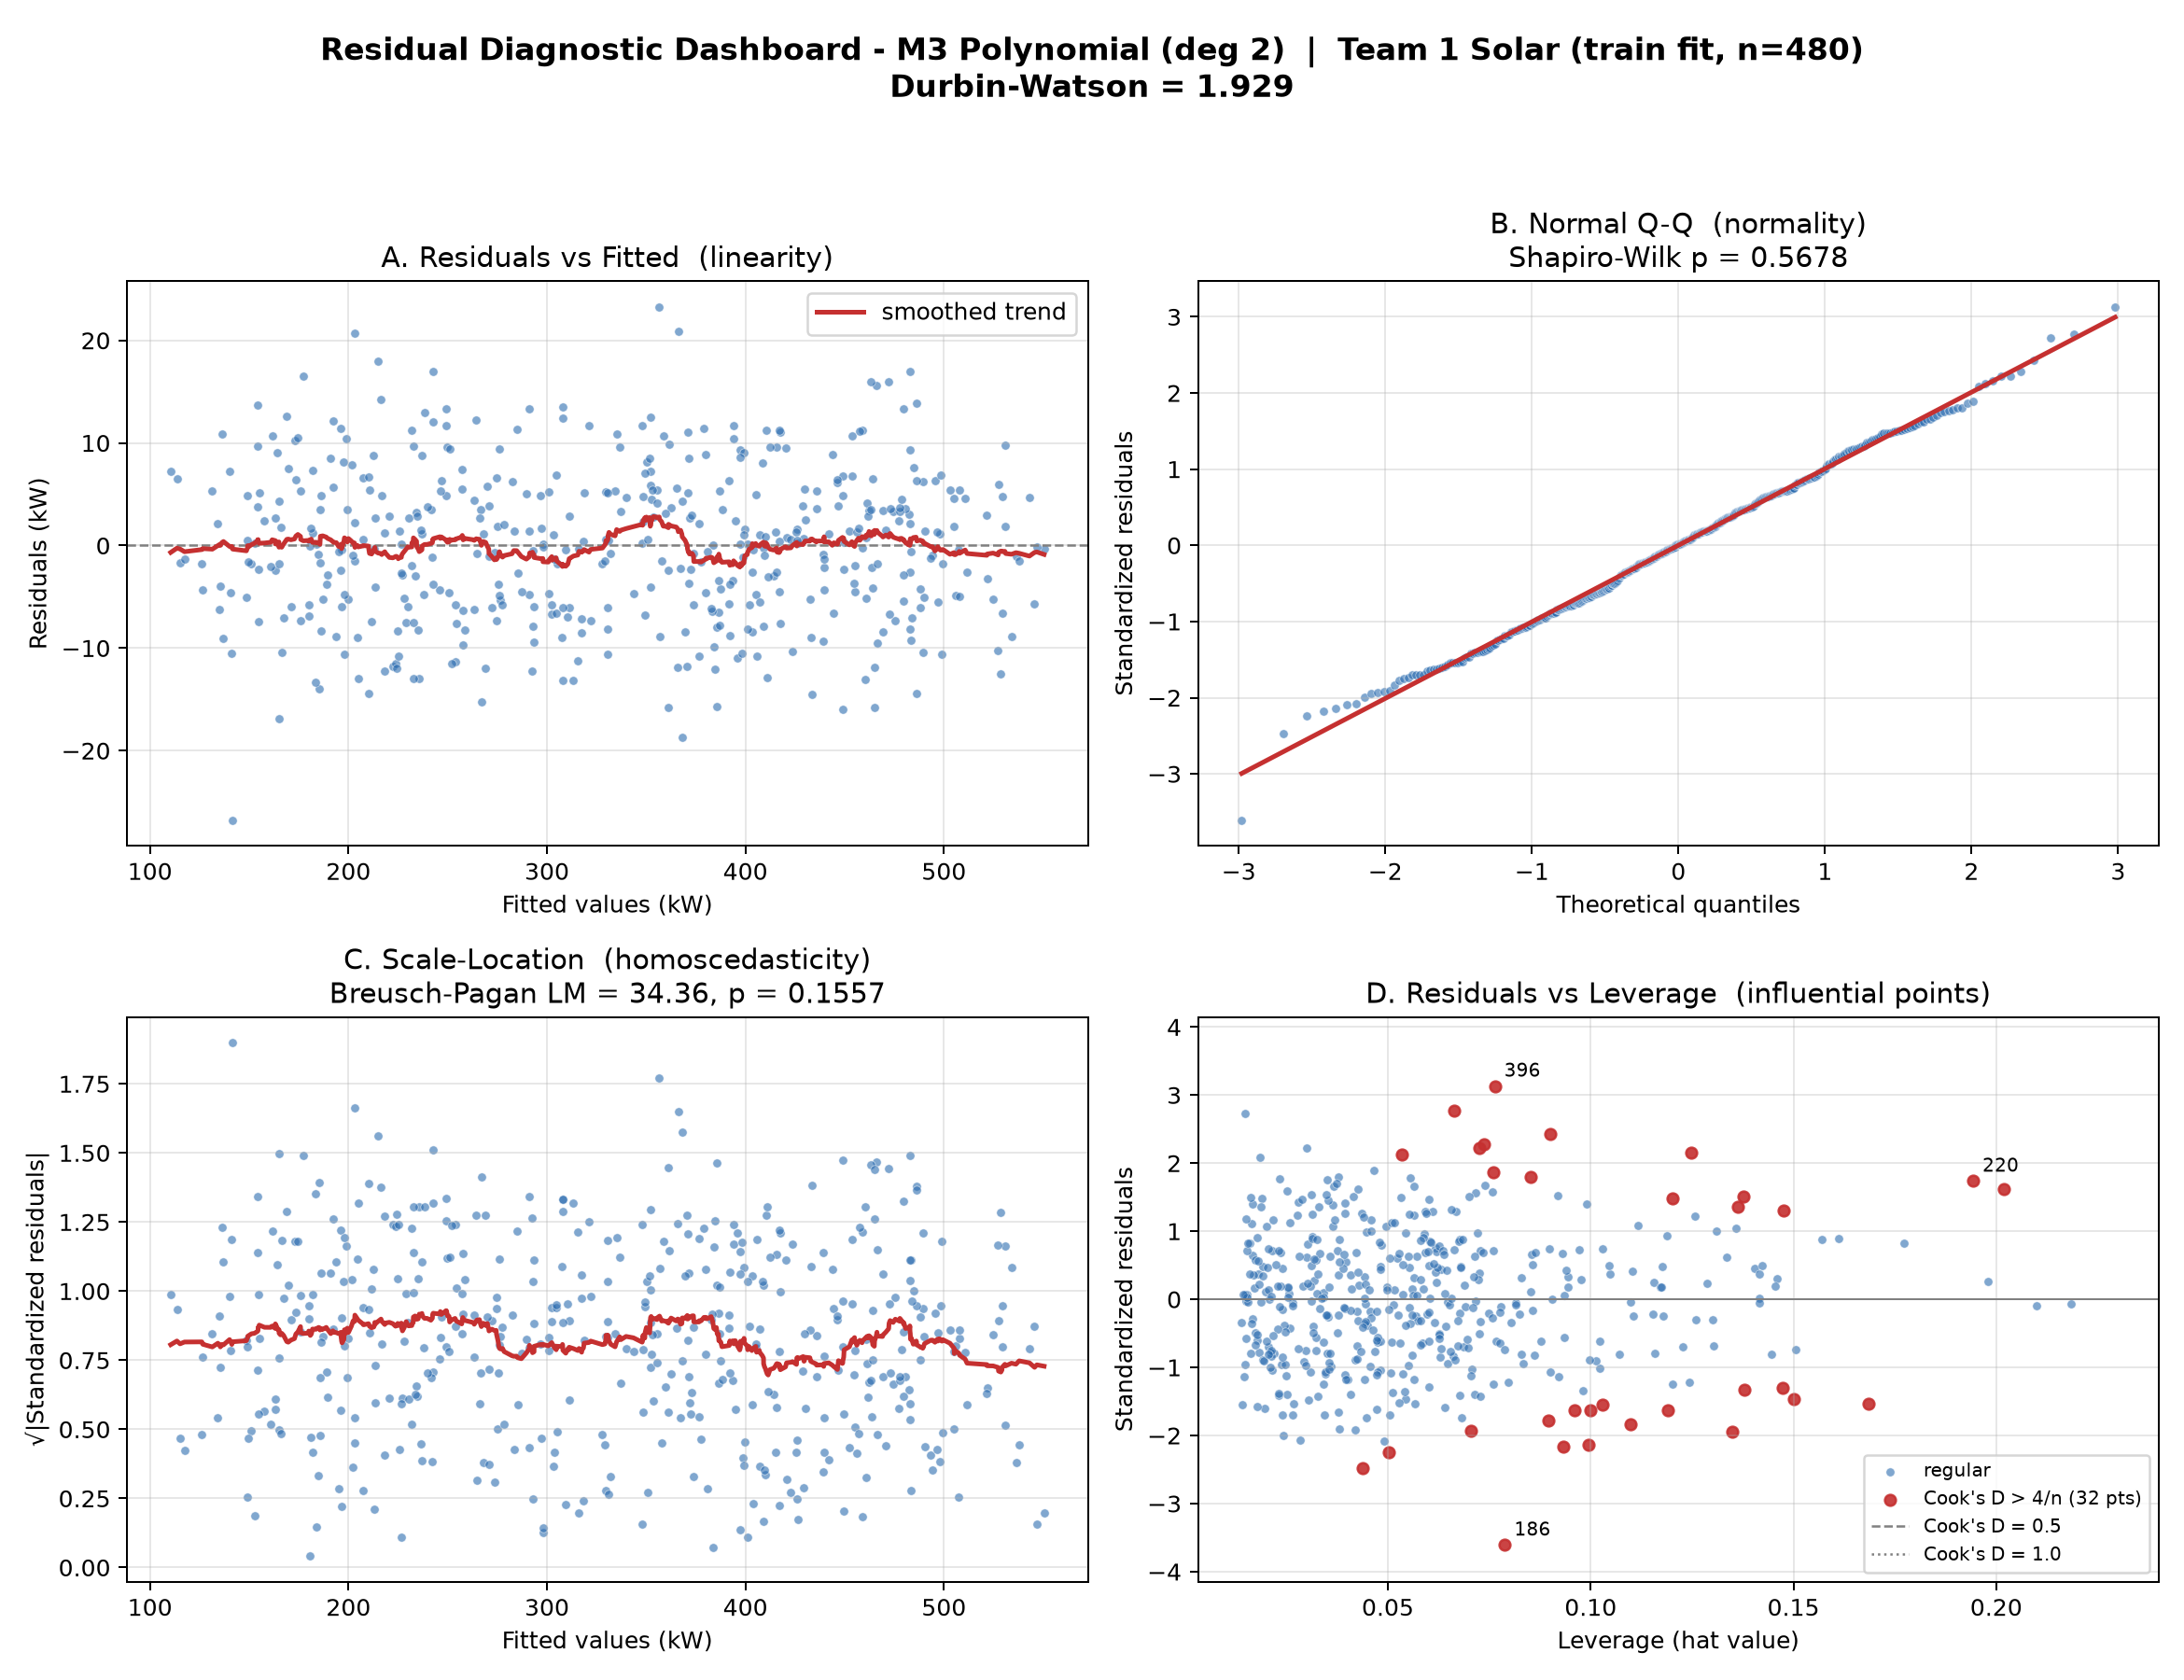 Residual Diagnostic Dashboard - M3 Polynomial (deg 2)  |  Team 1 Solar (train fit, n=480)
Durbin-Watson = 1.929
A. Residuals vs Fitted  (linearity)
smoothed trend
20
10
0
−10
−20
Residuals (kW)
100
200
300
400
500
Fitted values (kW)
B. Normal Q-Q  (normality)
Shapiro-Wilk p = 0.5678
3
2
1
0
−1
−2
−3
Standardized residuals
−3
−2
−1
0
1
2
3
Theoretical quantiles
C. Scale-Location  (homoscedasticity)
Breusch-Pagan LM = 34.36, p = 0.1557
1.75
1.50
1.25
1.00
0.75
0.50
0.25
0.00
√|Standardized residuals|
100
200
300
400
500
Fitted values (kW)
D. Residuals vs Leverage  (influential points)
4
3
2
1
0
−1
−2
−3
−4
Standardized residuals
396
220
186
regular
Cook's D > 4/n (32 pts)
Cook's D = 0.5
Cook's D = 1.0
0.05
0.10
0.15
0.20
Leverage (hat value)